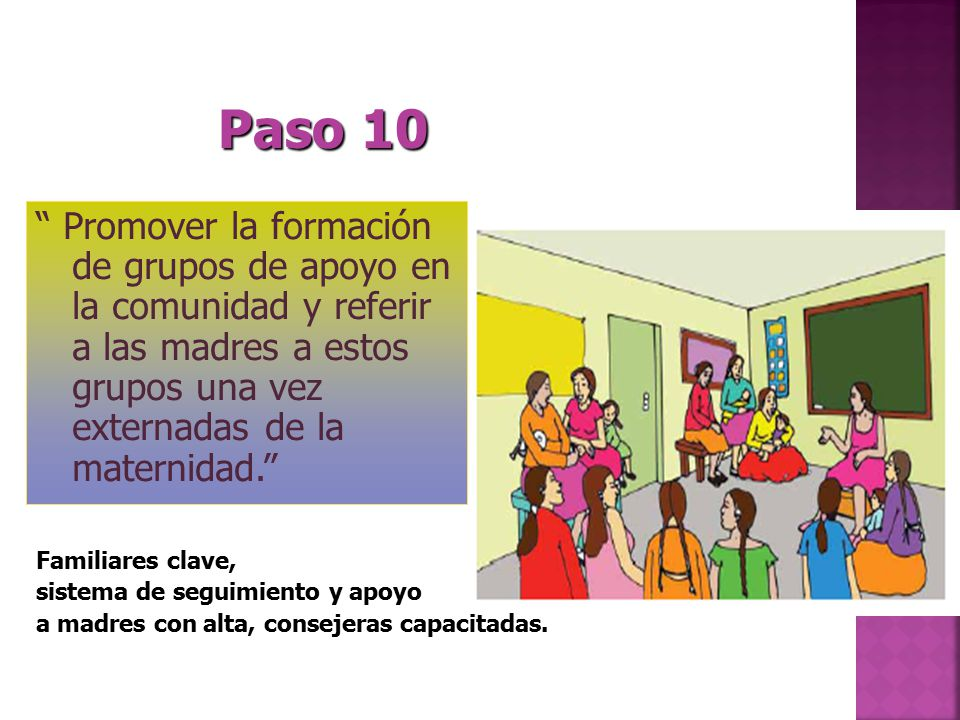 Paso 10
“ Promover la formación
de grupos de apoyo en
la comunidad y referir
a las madres a estos
grupos una vez
externadas de la
maternidad.”
Familiares clave,
sistema de seguimiento y apoyo
a madres con alta, consejeras capacitadas.